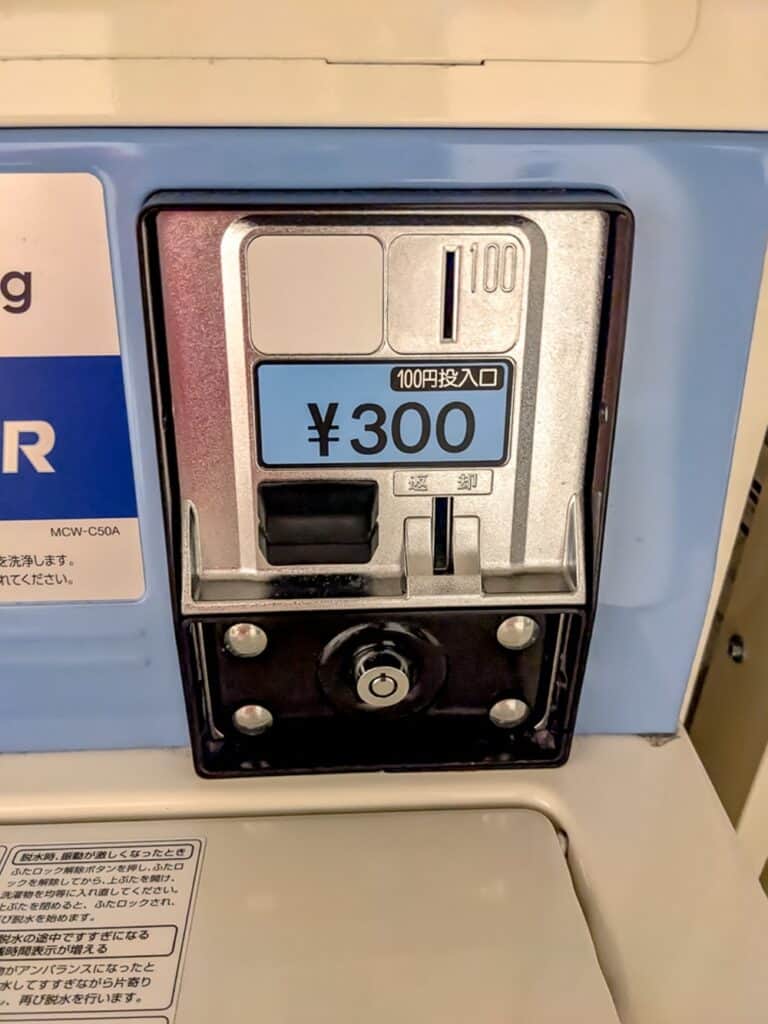 g
100
100円投入口
¥300
返却
R
MCW-C50A
を洗浄します。
れてください。
脱水時、振動が激しくなったとき
ふたロック解除ボタンを押し、ふたロ
ックを解除してから、上ぶたを開け、
洗濯物を均等に入れ直してください。
上ぶたを閉めると、ふたロックされ、
び脱水を始めます。
脱水の途中ですすぎになる
時間表示が増える
がアンバランスになったと
水してすすぎながら片寄り
、再び脱水を行います。